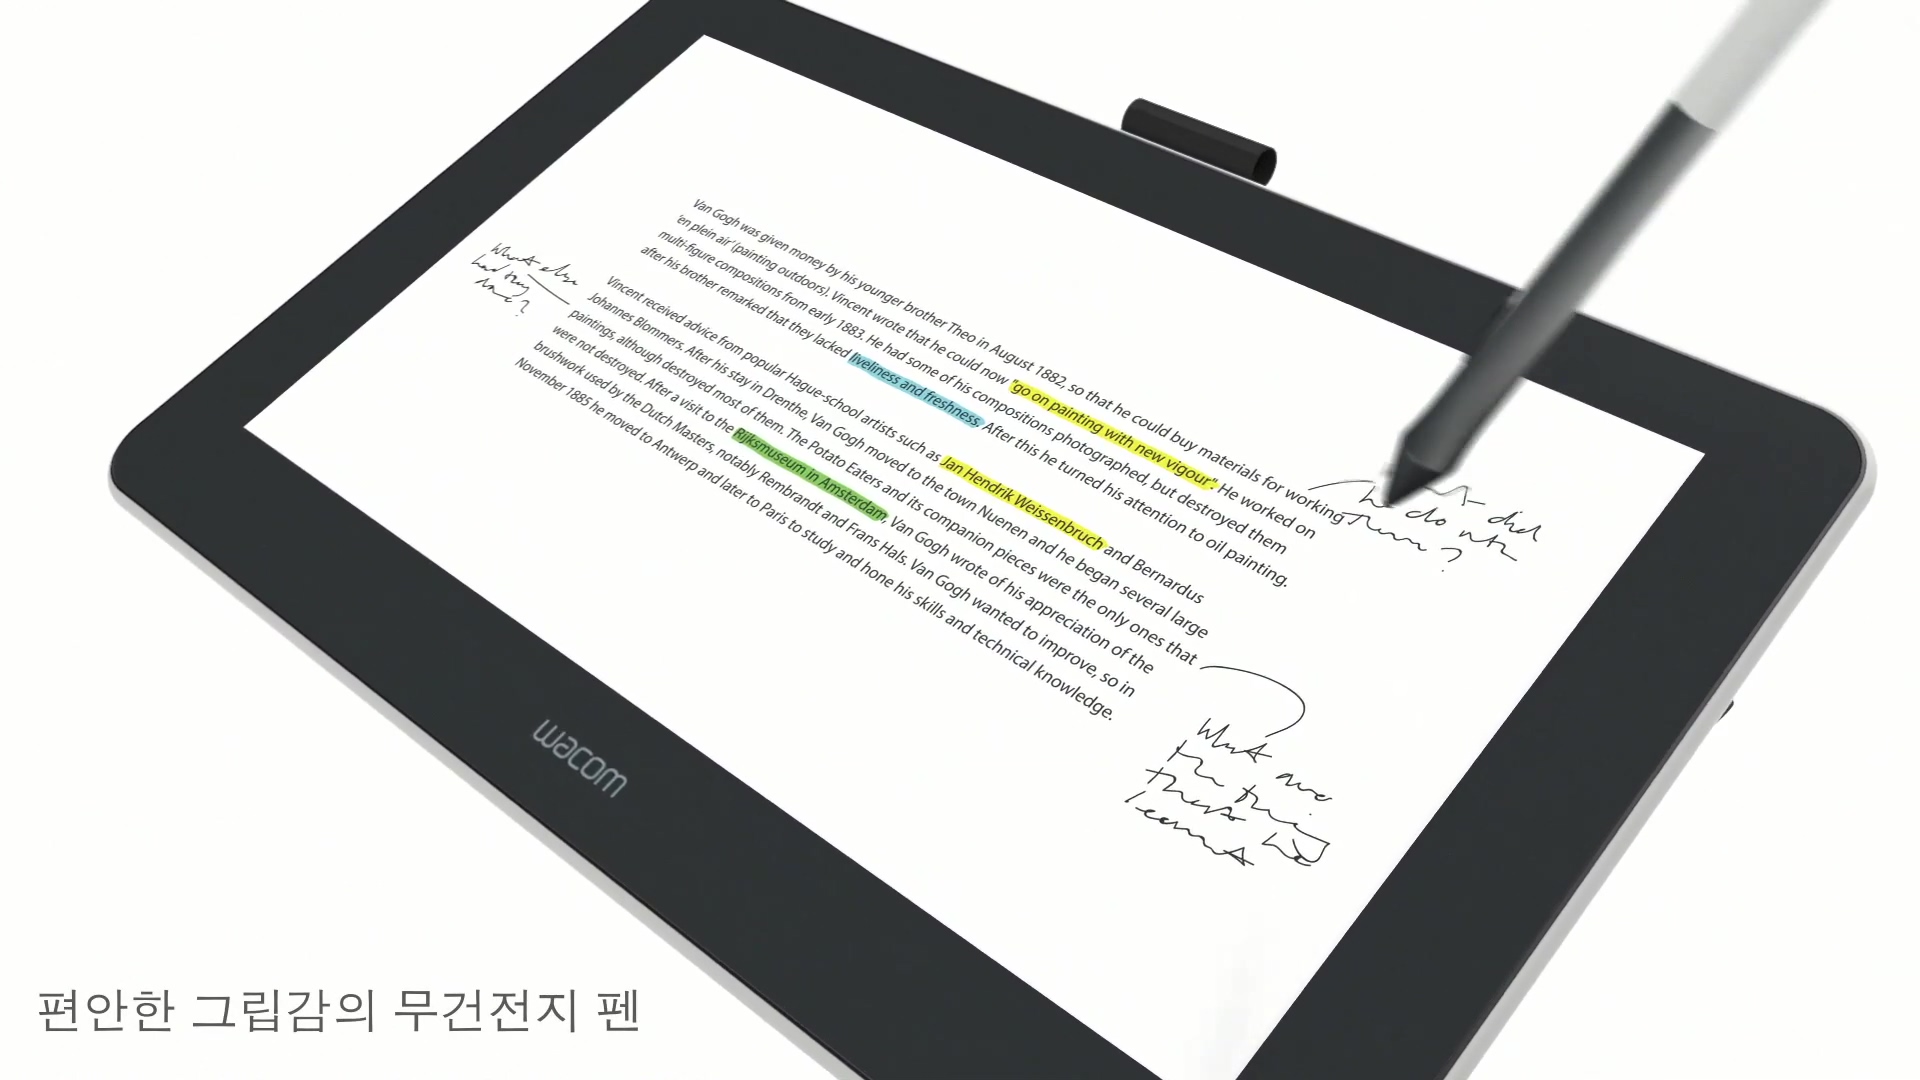 Van Gogh was given money by his younger brother Theo in August 1882, so that he could buy materials for working
'en plein air' (painting outdoors). Vincent wrote that he could now "go on painting with new vigour". He worked on
multi-figure compositions from early 1883. He had some of his compositions photographed, but destroyed them
after his brother remarked that they lacked liveliness and freshness. After this he turned his attention to oil painting.
Vincent received advice from popular Hague-school artists such as Jan Hendrik Weissenbruch and Bernardus
Johannes Blommers. After his stay in Drenthe, Van Gogh moved to the town Nuenen and he began several large
paintings, although destroyed most of them. The Potato Eaters and its companion pieces were the only ones that
were not destroyed. After a visit to the Rijksmuseum in Amsterdam, Van Gogh wrote of his appreciation of the
brushwork used by the Dutch Masters, notably Rembrandt and Frans Hals. Van Gogh wanted to improve, so in
November 1885 he moved to Antwerp and later to Paris to study and hone his skills and technical knowledge.
What else
had they
done?
did
he do with
them?
What are
the
that he
learnt
wacom
편안한 그립감의 무건전지 펜